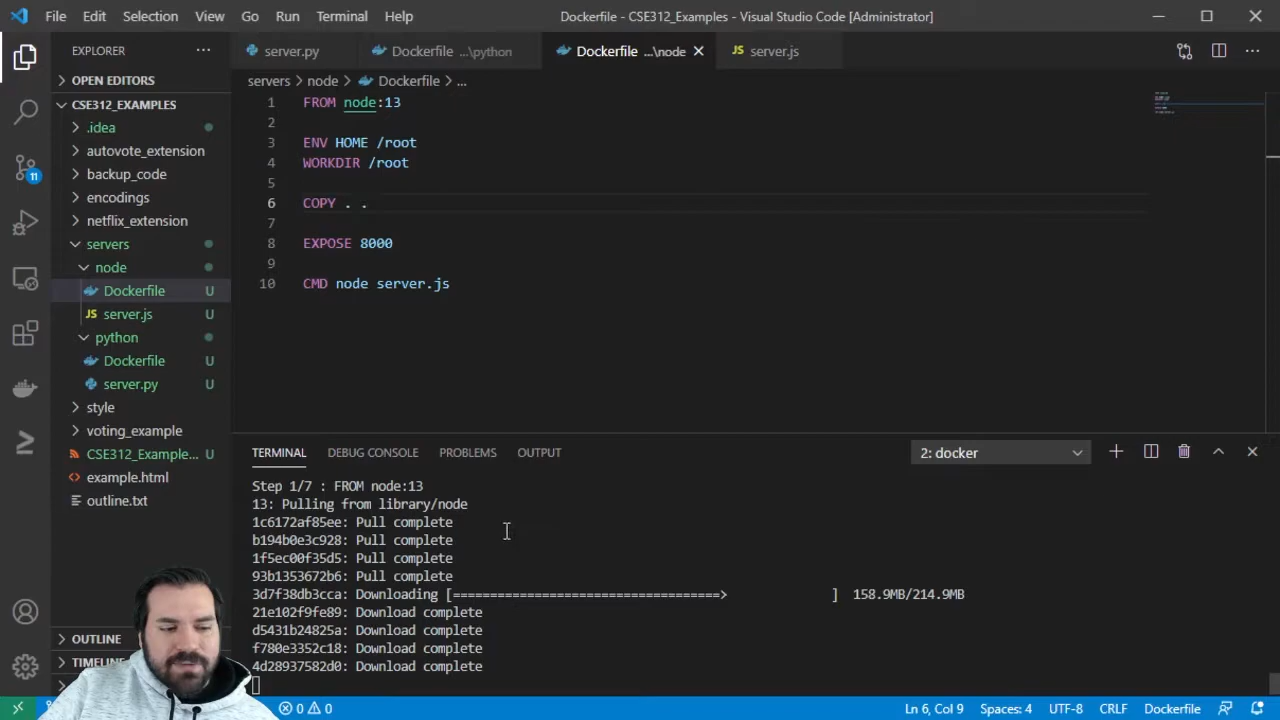 File Edit Selection View Go Run Terminal Help
Dockerfile - CSE312_Examples - Visual Studio Code [Administrator]
EXPLORER
server.py
Dockerfile ...\python
Dockerfile ...\node
JS server.js
OPEN EDITORS
servers > node > Dockerfile > ...
CSE312_EXAMPLES
.idea
autovote_extension
backup_code
encodings
netflix_extension
servers
node
Dockerfile U
JS server.js U
python
Dockerfile U
server.py U
style
voting_example
CSE312_Example... U
example.html
outline.txt
11
OUTLINE
TIMELINE
1 FROM node:13
2
3 ENV HOME /root
4 WORKDIR /root
5
6 COPY . .
7
8 EXPOSE 8000
9
10 CMD node server.js
TERMINAL DEBUG CONSOLE PROBLEMS OUTPUT
2: docker
Step 1/7 : FROM node:13
13: Pulling from library/node
1c6172af85ee: Pull complete
b194b0e3c928: Pull complete
1f5ec00f35d5: Pull complete
93b1353672b6: Pull complete
3d7f38db3cca: Downloading [====================================> ] 158.9MB/214.9MB
21e102f9fe89: Download complete
d5431b24825a: Download complete
f780e3352c18: Download complete
4d28937582d0: Download complete
0 0
Ln 6, Col 9 Spaces: 4 UTF-8 CRLF Dockerfile